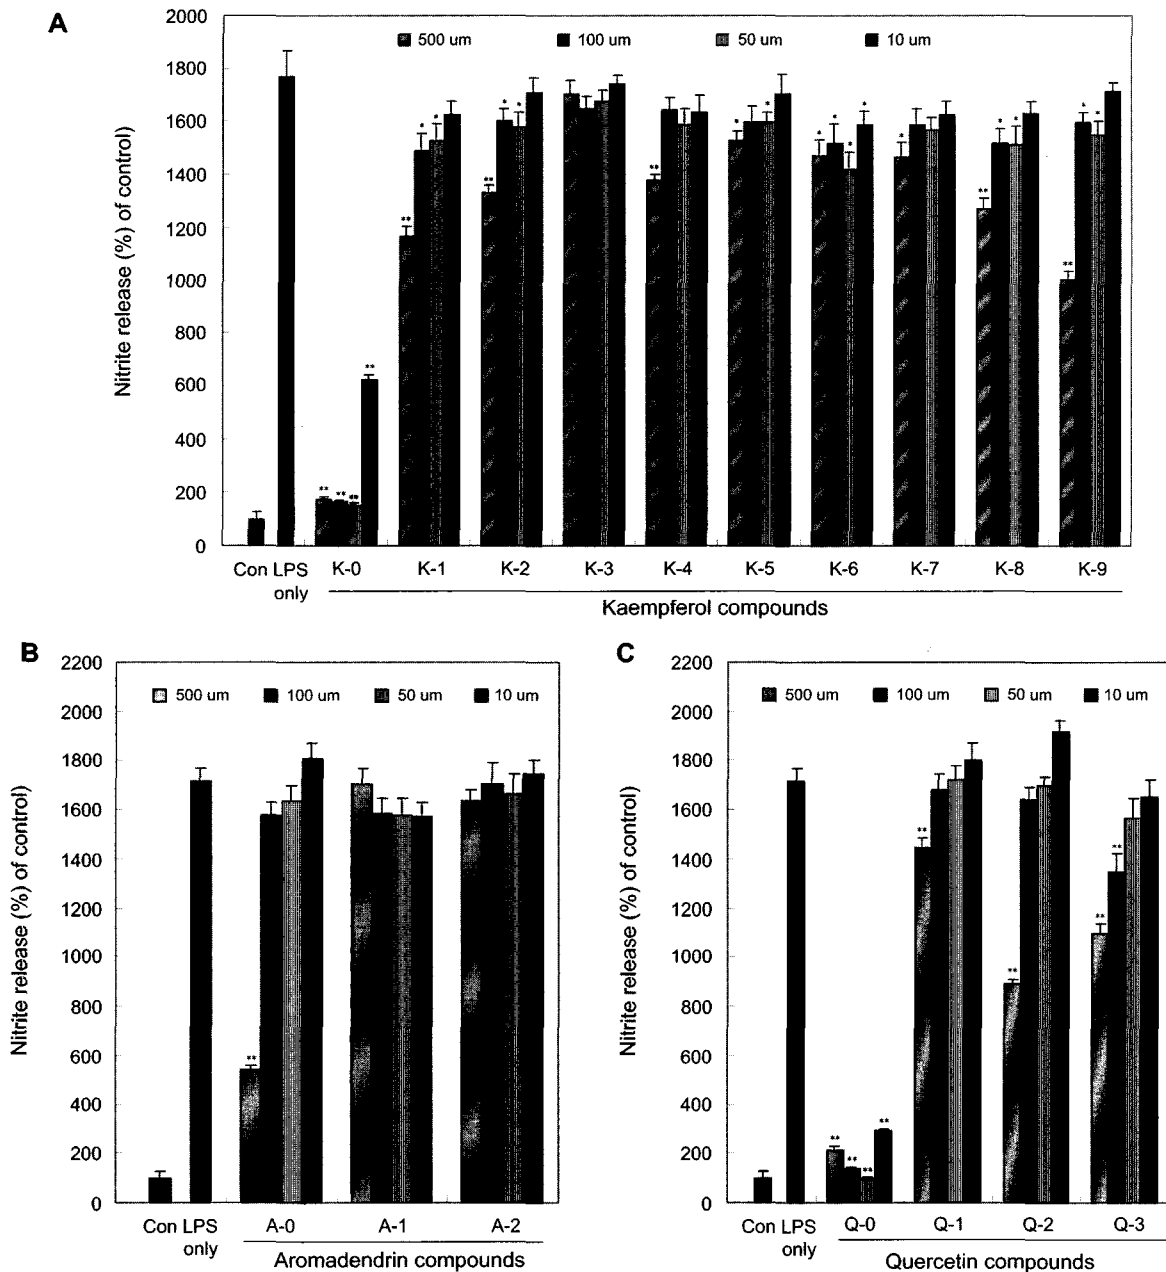 A
2000
1800
1600
1400
1200
1000
800
600
400
200
0
Nitrite release (%) of control
500 um 100 um 50 um 10 um
** ** ** ** ** * * ** * * ** * * * * * * * ** * * ** * *
Con LPS only K-0 K-1 K-2 K-3 K-4 K-5 K-6 K-7 K-8 K-9
Kaempferol compounds
B
2200
2000
1800
1600
1400
1200
1000
800
600
400
200
0
Nitrite release (%) of control
500 um 100 um 50 um 10 um
**
Con LPS only A-0 A-1 A-2
Aromadendrin compounds
C
2200
2000
1800
1600
1400
1200
1000
800
600
400
200
0
Nitrite release (%) of control
500 um 100 um 50 um 10 um
** ** ** ** ** ** ** **
Con LPS only Q-0 Q-1 Q-2 Q-3
Quercetin compounds